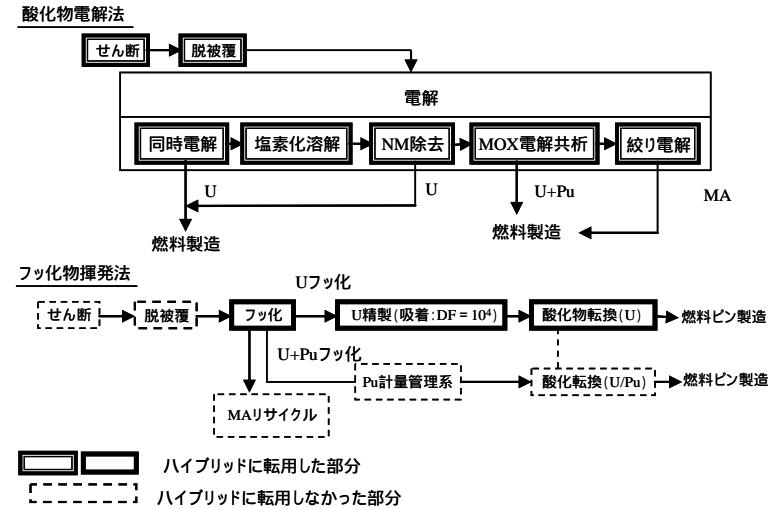 酸化物電解法
せん断
脱被覆
電解
同時電解
塩素化溶解
NM除去
MOX電解共析
絞り電解
U
U
U+Pu
MA
燃料製造
燃料製造
フッ化物揮発法
Uフッ化
せん断
脱被覆
フッ化
U精製(吸着:DF = 10⁴)
酸化物転換(U)
燃料ピン製造
U+Puフッ化
Pu計量管理系
酸化転換(U/Pu)
燃料ピン製造
MAリサイクル
ハイブリッドに転用した部分
ハイブリッドに転用しなかった部分